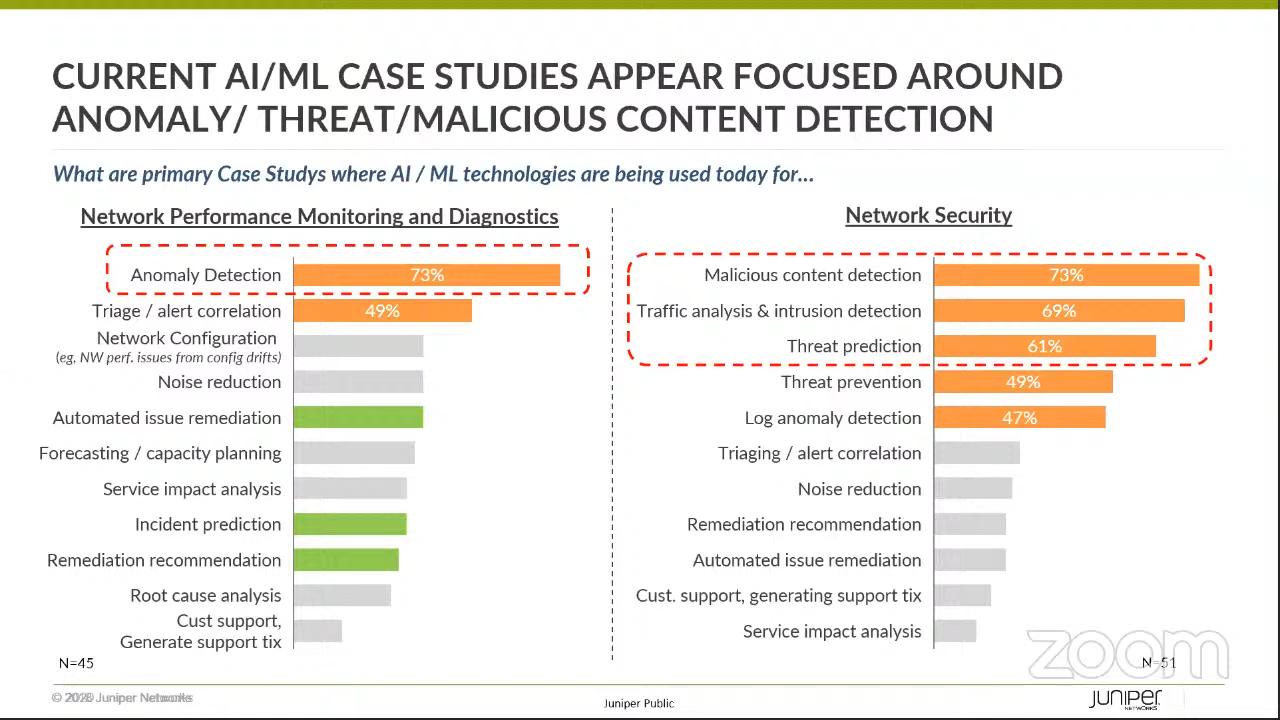 CURRENT AI/ML CASE STUDIES APPEAR FOCUSED AROUND
ANOMALY/ THREAT/MALICIOUS CONTENT DETECTION
What are primary Case Studys where AI / ML technologies are being used today for...
Network Performance Monitoring and Diagnostics
Anomaly Detection 73%
Triage / alert correlation 49%
Network Configuration
(eg, NW perf. issues from config drifts)
Noise reduction
Automated issue remediation
Forecasting / capacity planning
Service impact analysis
Incident prediction
Remediation recommendation
Root cause analysis
Cust support,
Generate support tix
N=45
Network Security
Malicious content detection 73%
Traffic analysis & intrusion detection 69%
Threat prediction 61%
Threat prevention 49%
Log anomaly detection 47%
Triaging / alert correlation
Noise reduction
Remediation recommendation
Automated issue remediation
Cust. support, generating support tix
Service impact analysis
zoom
N=51
© Juniper Networks
Juniper Public
JUNIPER
NETWORKS